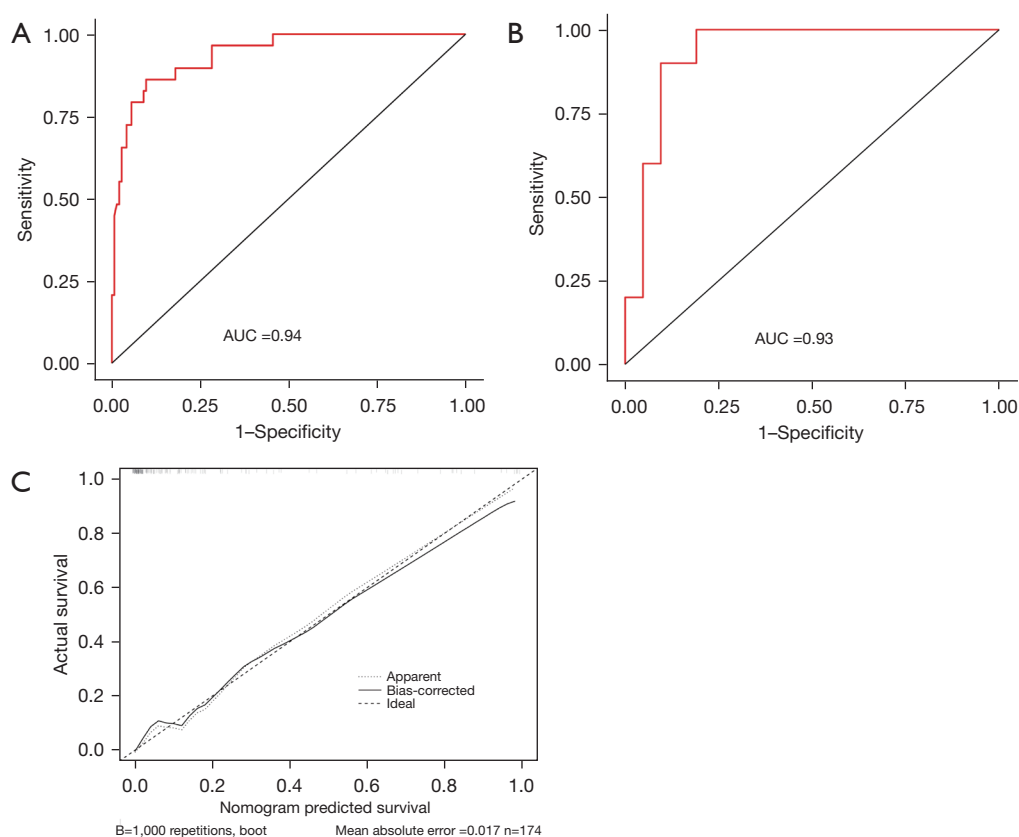 A
1.00
0.75
0.50
0.25
0.00
Sensitivity
AUC =0.94
0.00 0.25 0.50 0.75 1.00
1–Specificity
B
1.00
0.75
0.50
0.25
0.00
Sensitivity
AUC =0.93
0.00 0.25 0.50 0.75 1.00
1–Specificity
C
1.0
0.8
0.6
0.4
0.2
0.0
Actual survival
Apparent
Bias-corrected
Ideal
0.0 0.2 0.4 0.6 0.8 1.0
Nomogram predicted survival
B=1,000 repetitions, boot Mean absolute error =0.017 n=174